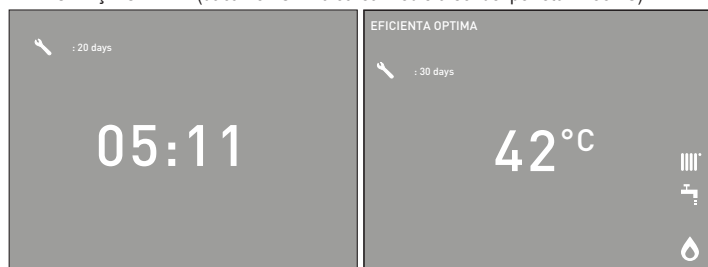 : 20 days
05:11
EFICIENTA OPTIMA
: 30 days
42°C